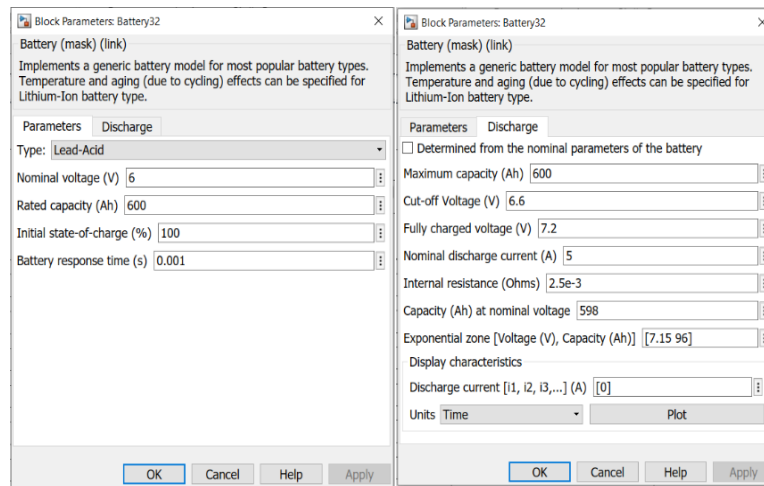 Block Parameters: Battery32
Battery (mask) (link)
Implements a generic battery model for most popular battery types.
Temperature and aging (due to cycling) effects can be specified for
Lithium-Ion battery type.
Parameters Discharge
Type: Lead-Acid
Nominal voltage (V) 6
Rated capacity (Ah) 600
Initial state-of-charge (%) 100
Battery response time (s) 0.001
OK Cancel Help Apply
Block Parameters: Battery32
Battery (mask) (link)
Implements a generic battery model for most popular battery types.
Temperature and aging (due to cycling) effects can be specified for
Lithium-Ion battery type.
Parameters Discharge
Determined from the nominal parameters of the battery
Maximum capacity (Ah) 600
Cut-off Voltage (V) 6.6
Fully charged voltage (V) 7.2
Nominal discharge current (A) 5
Internal resistance (Ohms) 2.5e-3
Capacity (Ah) at nominal voltage 598
Exponential zone [Voltage (V), Capacity (Ah)] [7.15 96]
Display characteristics
Discharge current [i1, i2, i3,...] (A) [0]
Units Time Plot
OK Cancel Help Apply